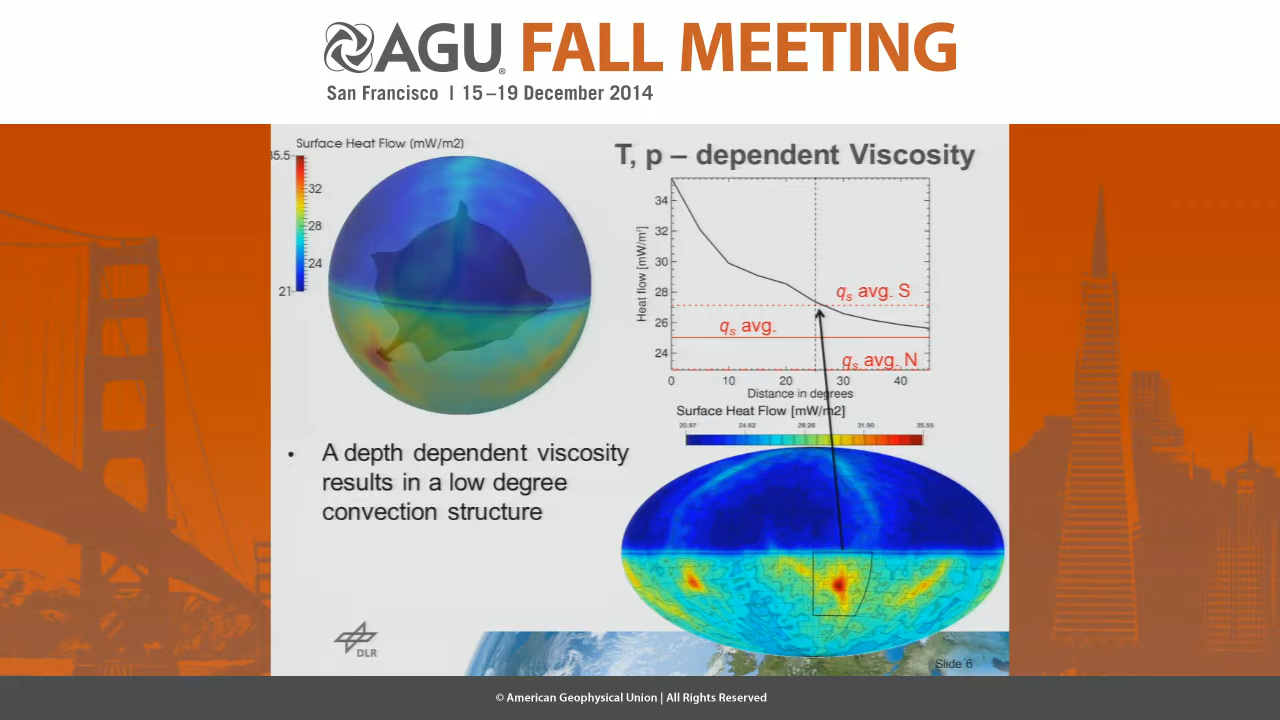 AGU FALL MEETING
San Francisco | 15–19 December 2014
Surface Heat Flow (mW/m2)
35.5
32
28
24
21
T, p – dependent Viscosity
Heat flow [mW/m²]
34
32
30
28
26
24
qs avg. S
qs avg.
qs avg. N
0 10 20 30 40
Distance in degrees
Surface Heat Flow [mW/m2]
20.97 24.62 28.26 31.90 35.55
• A depth dependent viscosity
results in a low degree
convection structure
DLR
Slide 6
© American Geophysical Union | All Rights Reserved